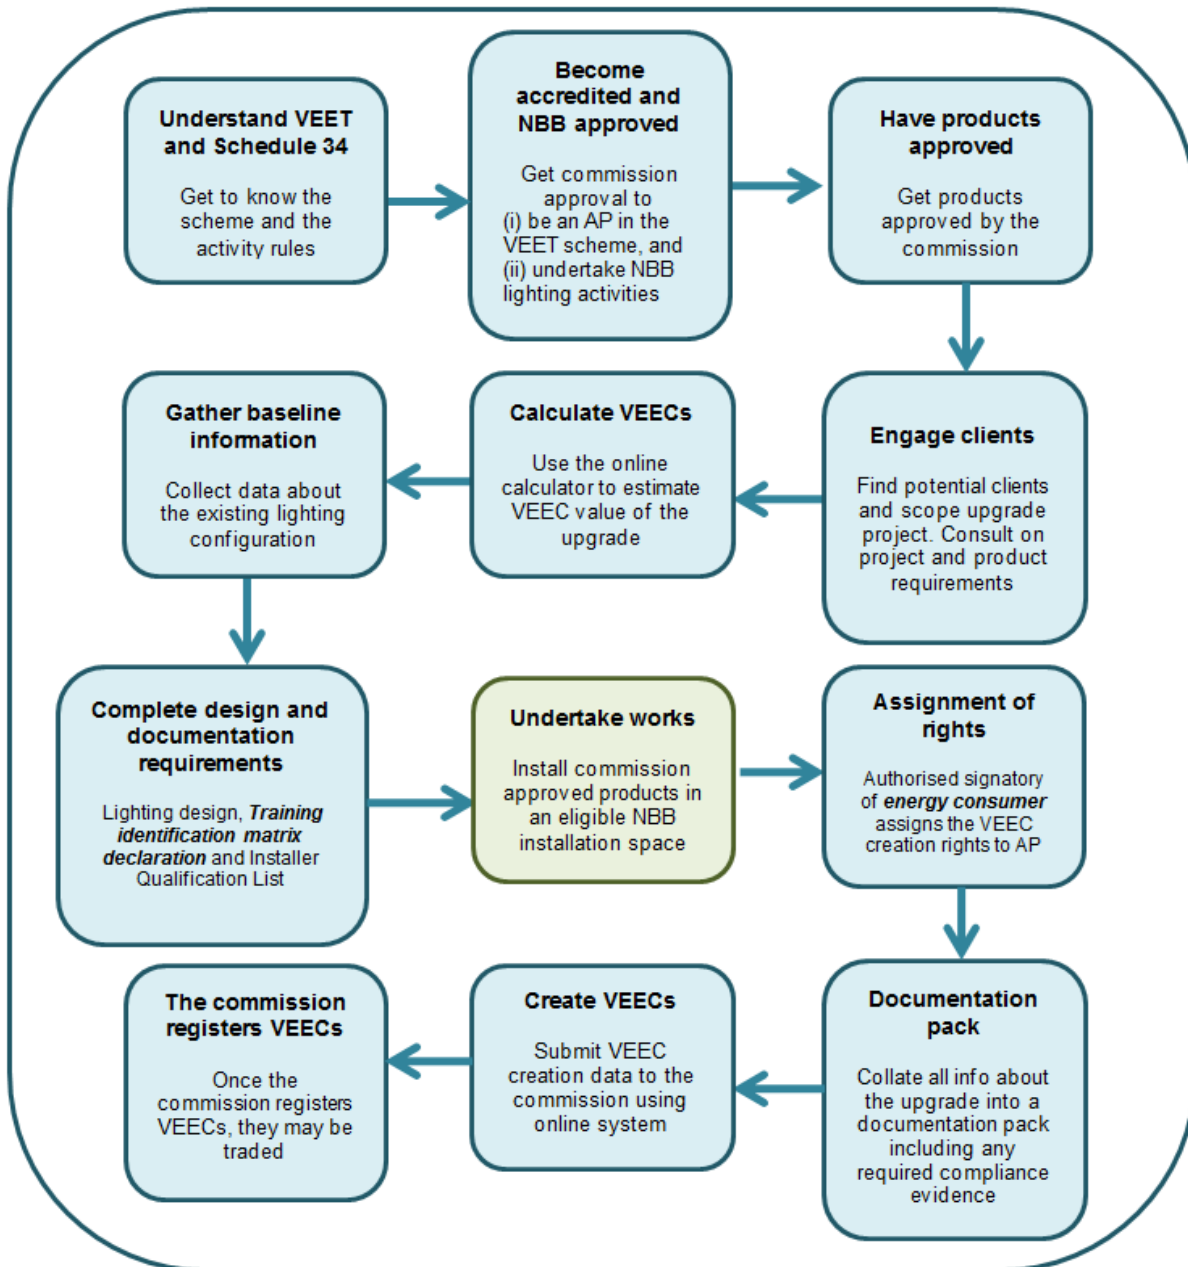 Understand VEET
and Schedule 34
Get to know the
scheme and the
activity rules
Become
accredited and
NBB approved
Get commission
approval to
(i) be an AP in the
VEET scheme, and
(ii) undertake NBB
lighting activities
Have products
approved
Get products
approved by the
commission
Engage clients
Find potential clients
and scope upgrade
project. Consult on
project and product
requirements
Calculate VEECs
Use the online
calculator to estimate
VEEC value of the
upgrade
Gather baseline
information
Collect data about
the existing lighting
configuration
Complete design and
documentation
requirements
Lighting design, Training
identification matrix
declaration and Installer
Qualification List
Undertake works
Install commission
approved products in
an eligible NBB
installation space
Assignment of
rights
Authorised signatory
of energy consumer
assigns the VEEC
creation rights to AP
Documentation
pack
Collate all info about
the upgrade into a
documentation pack
including any
required compliance
evidence
Create VEECs
Submit VEEC
creation data to the
commission using
online system
The commission
registers VEECs
Once the
commission registers
VEECs, they may be
traded